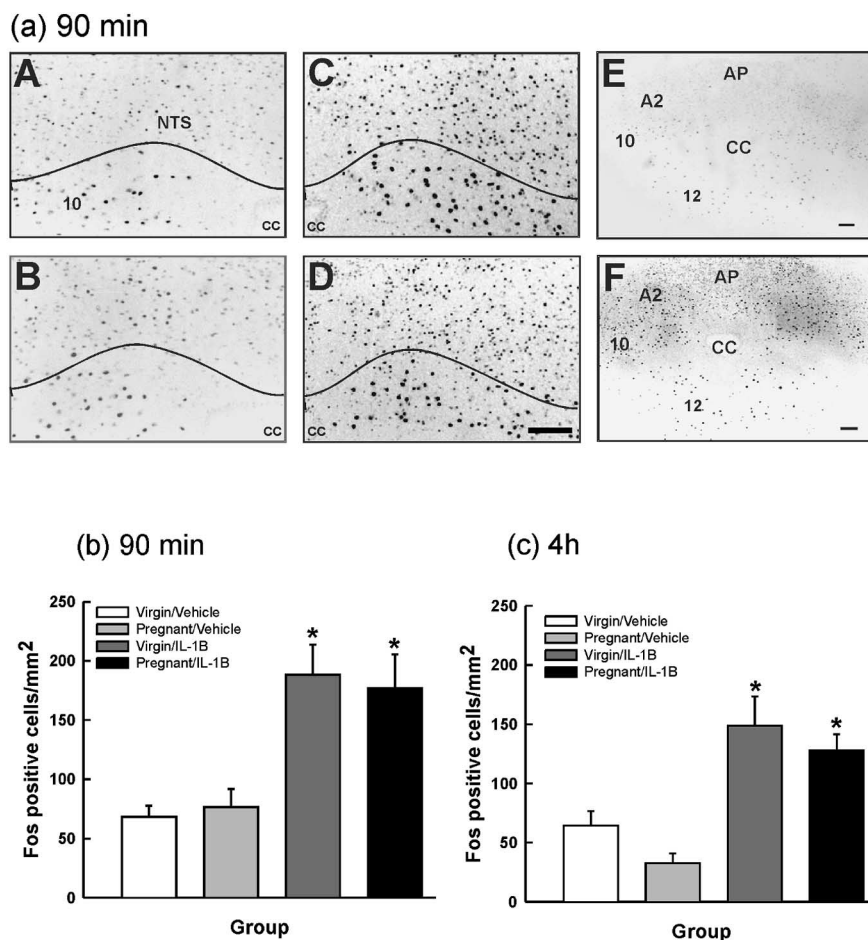 (a) 90 min
A
NTS
10
CC
C
CC
E
AP
A2
10
CC
12
B
CC
D
CC
F
AP
A2
10
CC
12
(b) 90 min
250
200
150
100
50
0
Fos positive cells/mm2
Virgin/Vehicle
Pregnant/Vehicle
Virgin/IL-1B
Pregnant/IL-1B
*
*
Group
(c) 4h
250
200
150
100
50
0
Fos positive cells/mm2
Virgin/Vehicle
Pregnant/Vehicle
Virgin/IL-1B
Pregnant/IL-1B
*
*
Group